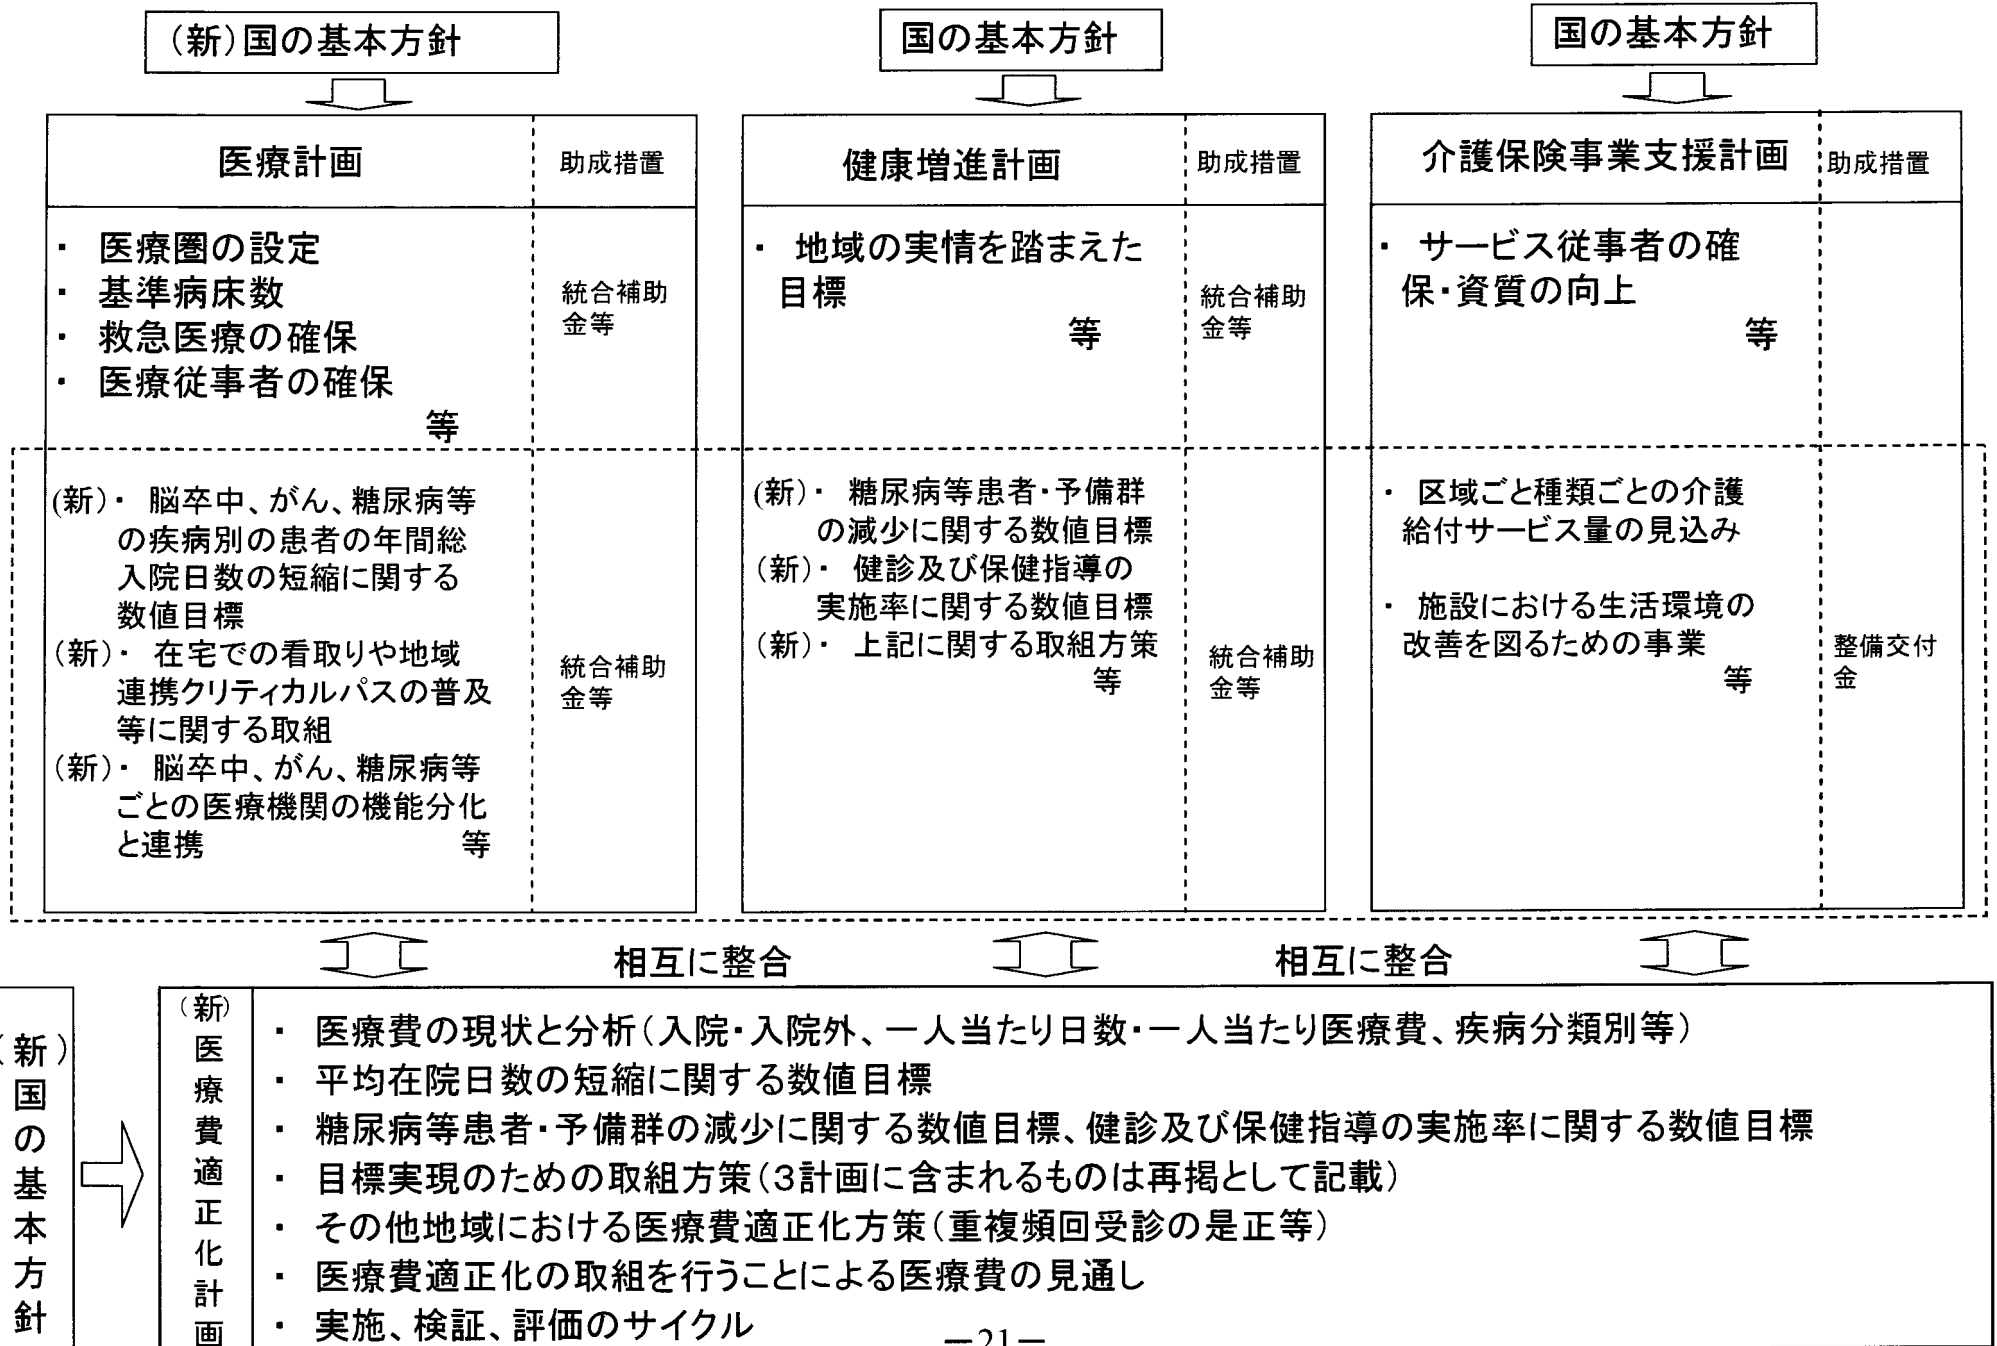 (新)国の基本方針
国の基本方針
国の基本方針
医療計画
助成措置
・ 医療圏の設定
・ 基準病床数
・ 救急医療の確保
・ 医療従事者の確保
等
統合補助
金等
(新)・ 脳卒中、がん、糖尿病等
の疾病別の患者の年間総
入院日数の短縮に関する
数値目標
(新)・ 在宅での看取りや地域
連携クリティカルパスの普及
等に関する取組
(新)・ 脳卒中、がん、糖尿病等
ごとの医療機関の機能分化
と連携 等
統合補助
金等
健康増進計画
助成措置
・ 地域の実情を踏まえた
目標
等
統合補助
金等
(新)・ 糖尿病等患者・予備群
の減少に関する数値目標
(新)・ 健診及び保健指導の
実施率に関する数値目標
(新)・ 上記に関する取組方策
等
統合補助
金等
介護保険事業支援計画
助成措置
・ サービス従事者の確
保・資質の向上
等
・ 区域ごと種類ごとの介護
給付サービス量の見込み
・ 施設における生活環境の
改善を図るための事業
等
整備交付
金
相互に整合
相互に整合
(新)国の基本方針
(新)医療費適正化計画
・ 医療費の現状と分析(入院・入院外、一人当たり日数・一人当たり医療費、疾病分類別等)
・ 平均在院日数の短縮に関する数値目標
・ 糖尿病等患者・予備群の減少に関する数値目標、健診及び保健指導の実施率に関する数値目標
・ 目標実現のための取組方策(3計画に含まれるものは再掲として記載)
・ その他地域における医療費適正化方策(重複頻回受診の是正等)
・ 医療費適正化の取組を行うことによる医療費の見通し
・ 実施、検証、評価のサイクル
－21－